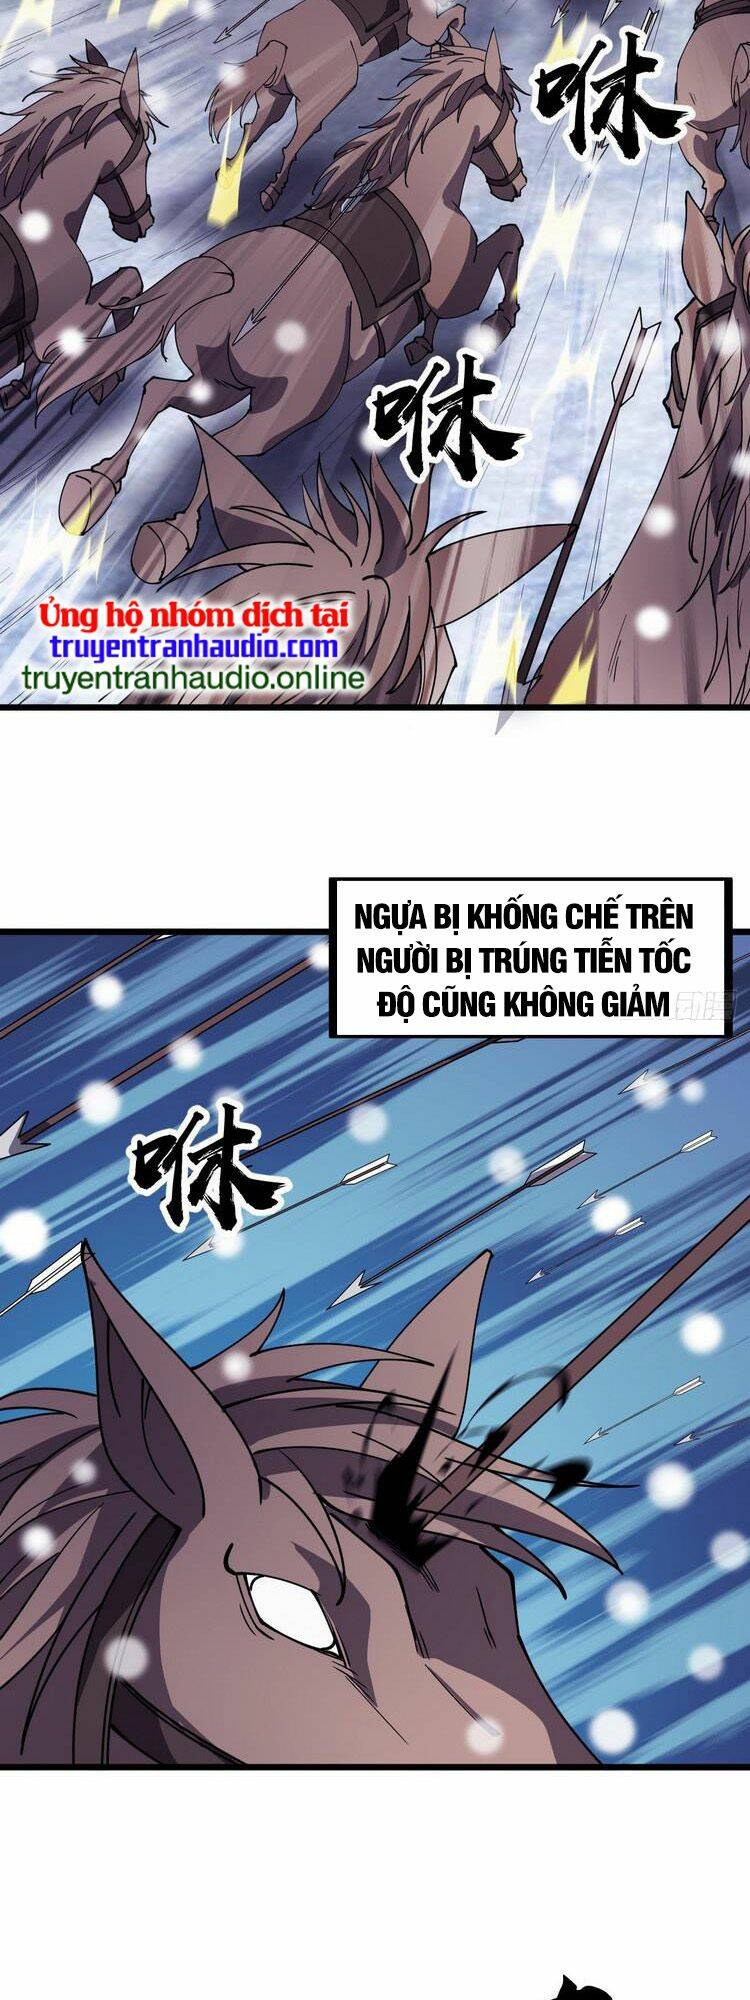 咻
咻
Ủng hộ nhóm dịch tại
truyentranhaudio.com
truyentranhaudio.online
NGỰA BỊ KHỐNG CHẾ TRÊN
NGƯỜI BỊ TRÚNG TIỄN TỐC
ĐỘ CŨNG KHÔNG GIẢM
咻